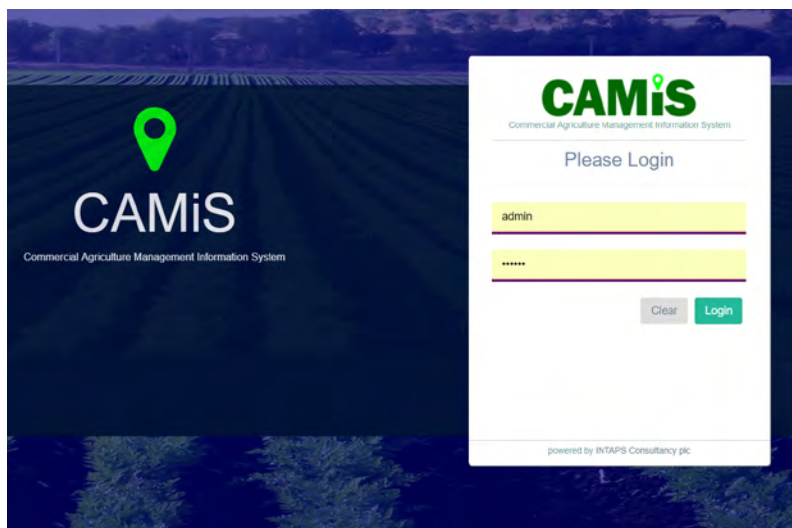 CAMiS
Commercial Agriculture Management Information System
CAMiS
Commercial Agriculture Management Information System
Please Login
admin
••••••
Clear
Login
powered by INTAPS Consultancy plc